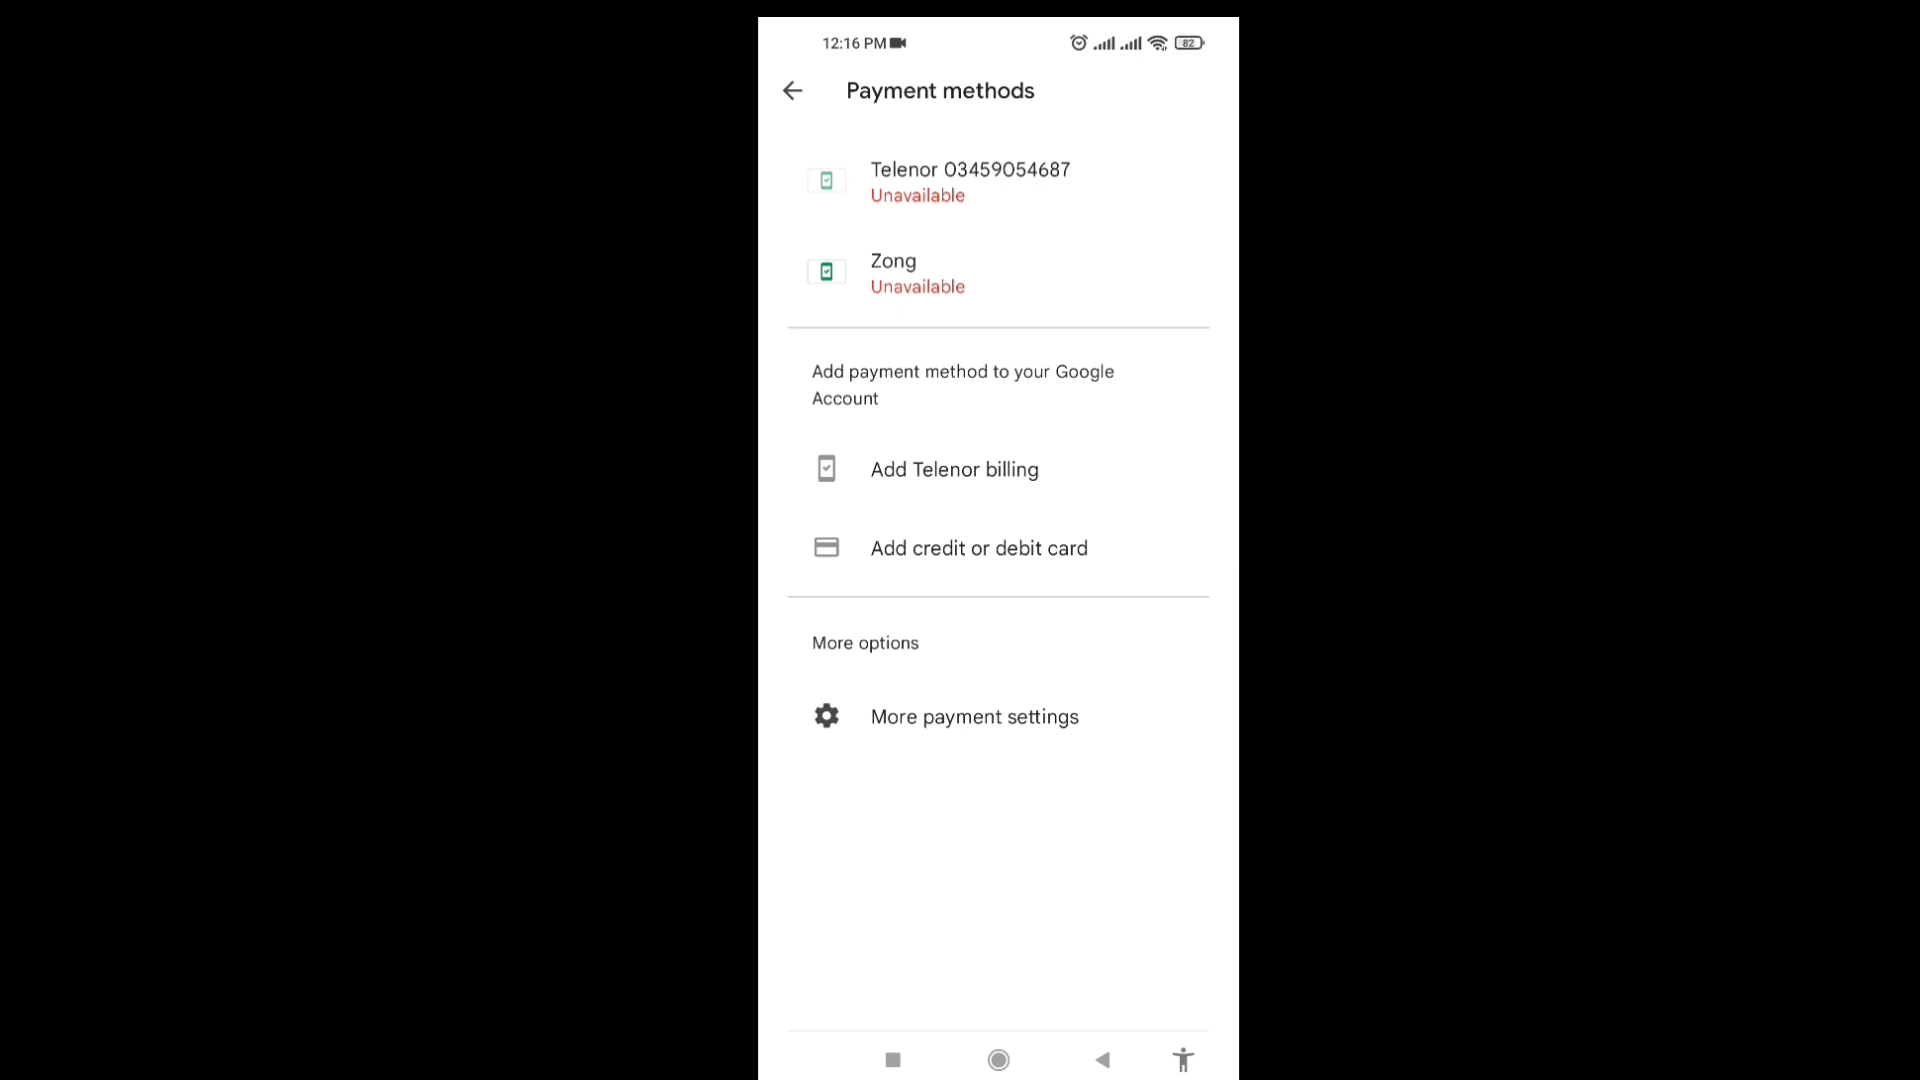 12:16 PM
82
Payment methods
Telenor 03459054687
Unavailable
Zong
Unavailable
Add payment method to your Google
Account
Add Telenor billing
Add credit or debit card
More options
More payment settings